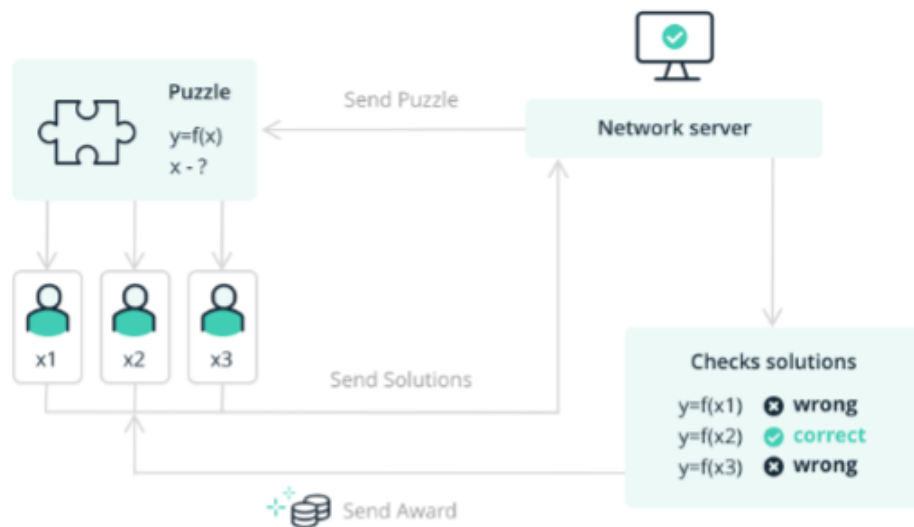 Puzzle
y=f(x)
x - ?
Send Puzzle
Network server
x1
x2
x3
Send Solutions
Checks solutions
y=f(x1) wrong
y=f(x2) correct
y=f(x3) wrong
Send Award